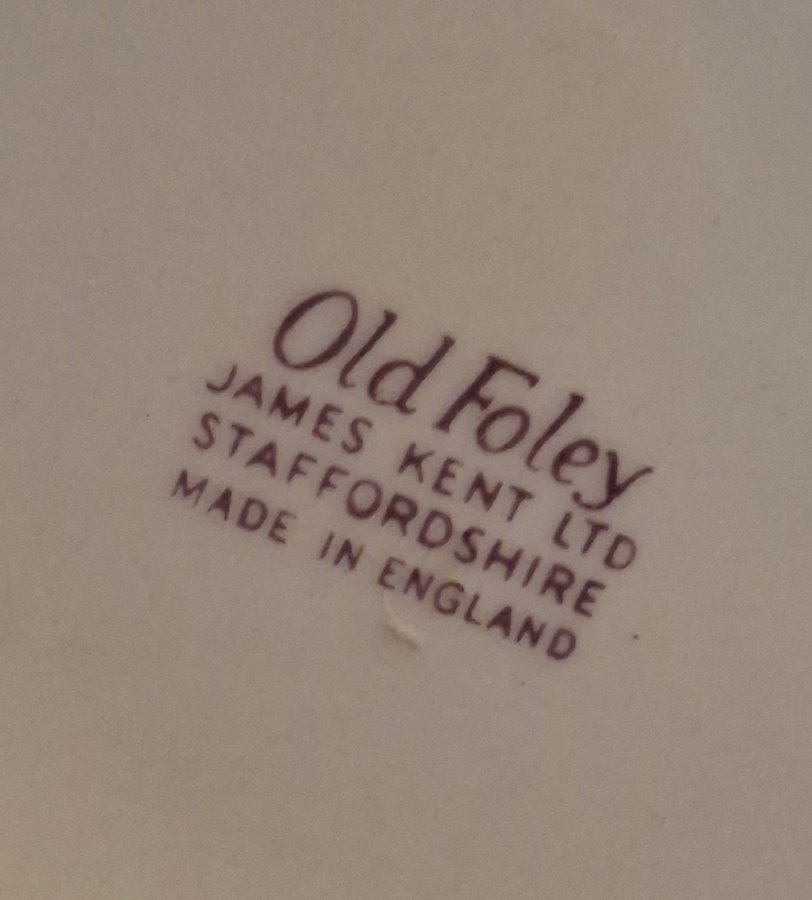 Old Foley
JAMES KENT LTD
STAFFORDSHIRE
MADE IN ENGLAND